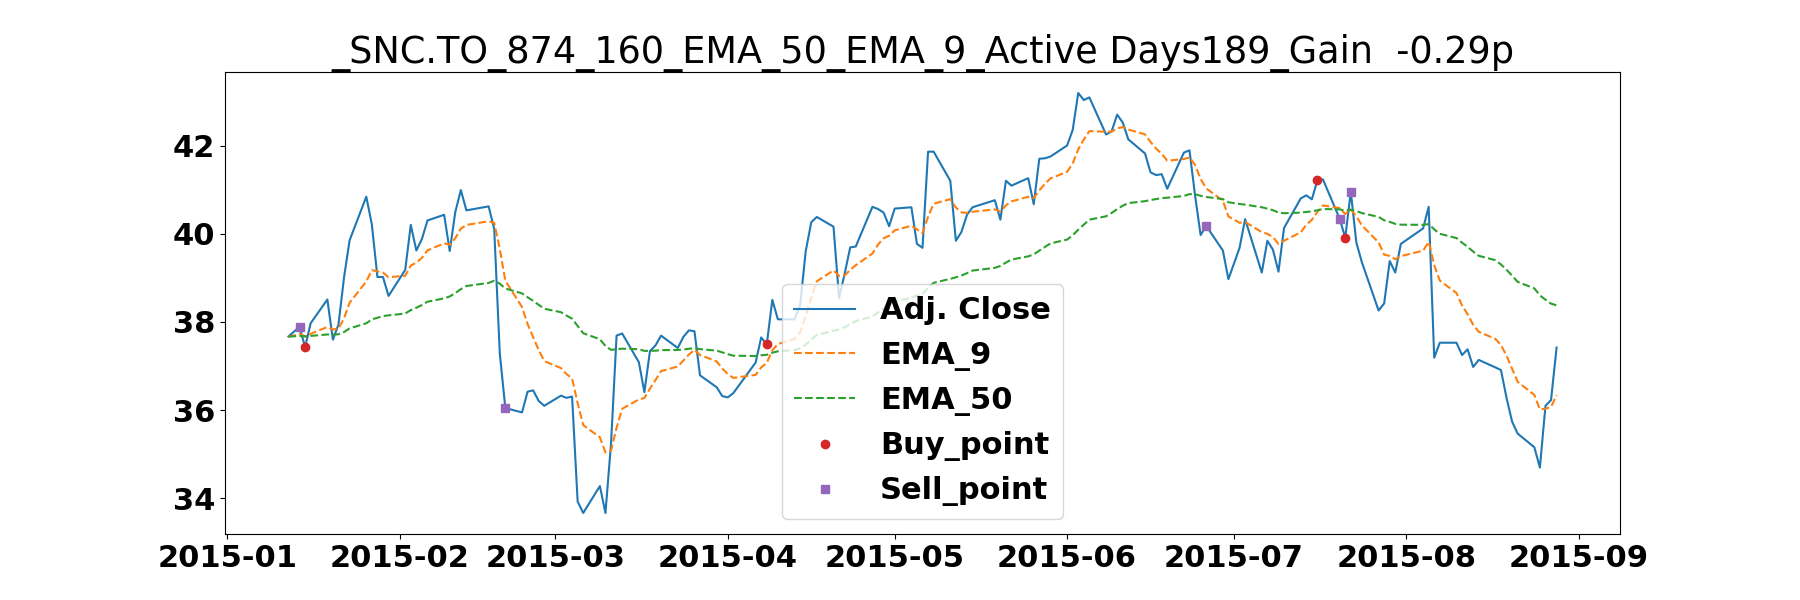 _SNC.TO_874_160_EMA_50_EMA_9_Active Days189_Gain  -0.29p
42
40
38
36
34
Adj. Close
EMA_9
EMA_50
Buy_point
Sell_point
2015-01 2015-02 2015-03 2015-04 2015-05 2015-06 2015-07 2015-08 2015-09